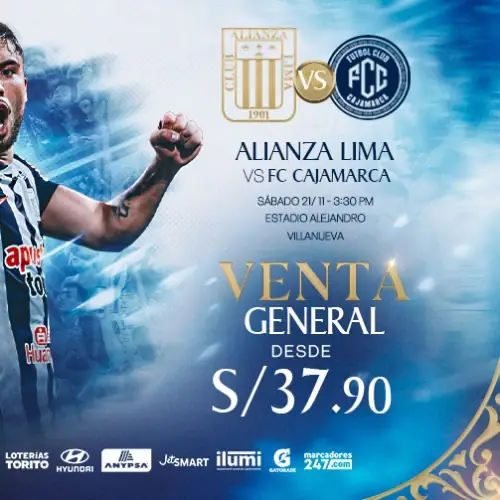 ALIANZA
CLUB
LIMA
1901
VS
FUTBOL CLUB
FCC
CAJAMARCA
ALIANZA LIMA
VS FC CAJAMARCA
SÁBADO 21/ 11 - 3:30 PM
ESTADIO ALEJANDRO
VILLANUEVA
VENTA
GENERAL
DESDE
S/37.90
LOTERÍAS
TORITO
HYUNDAI
ANYPSA
JetSMART
ilumi
G
GATORADE
marcadores
247.com